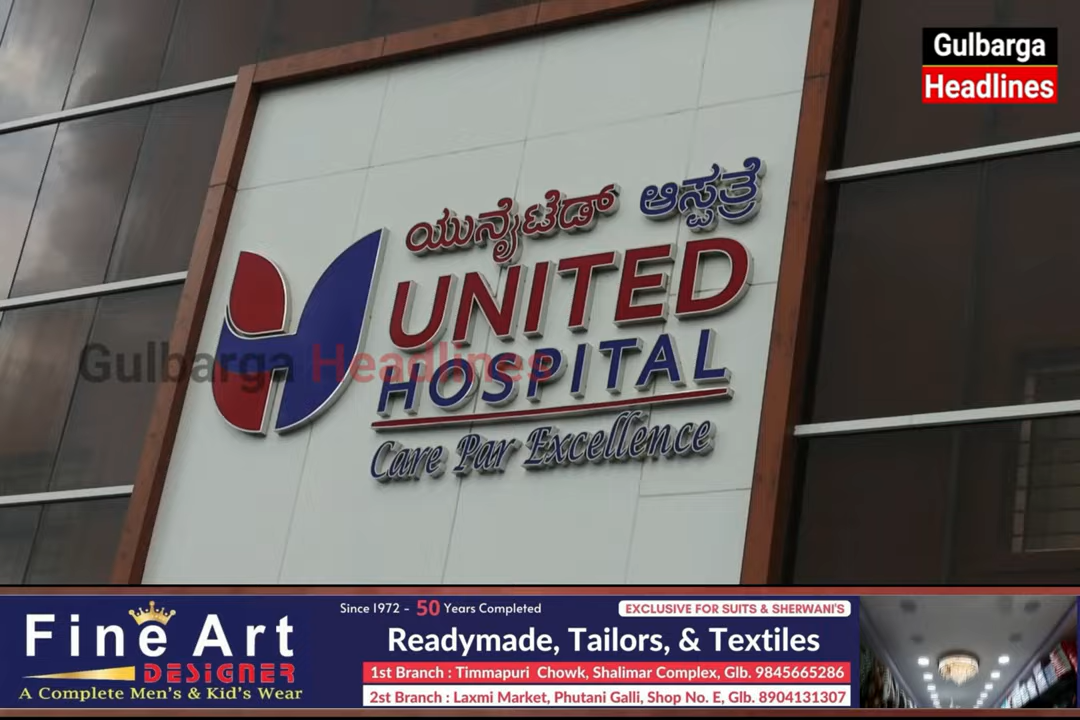 Gulbarga
Headlines
ಯುನೈಟೆಡ್ ಆಸ್ಪತ್ರೆ
UNITED
HOSPITAL
Care Par Excellence
Gulbarga Headlines
Fine Art
DESIGNER
A Complete Men's & Kid's Wear
Since 1972 - 50 Years Completed
EXCLUSIVE FOR SUITS & SHERWANI'S
Readymade, Tailors, & Textiles
1st Branch : Timmapuri Chowk, Shalimar Complex, Glb. 9845665286
2st Branch : Laxmi Market, Phutani Galli, Shop No. E, Glb. 8904131307